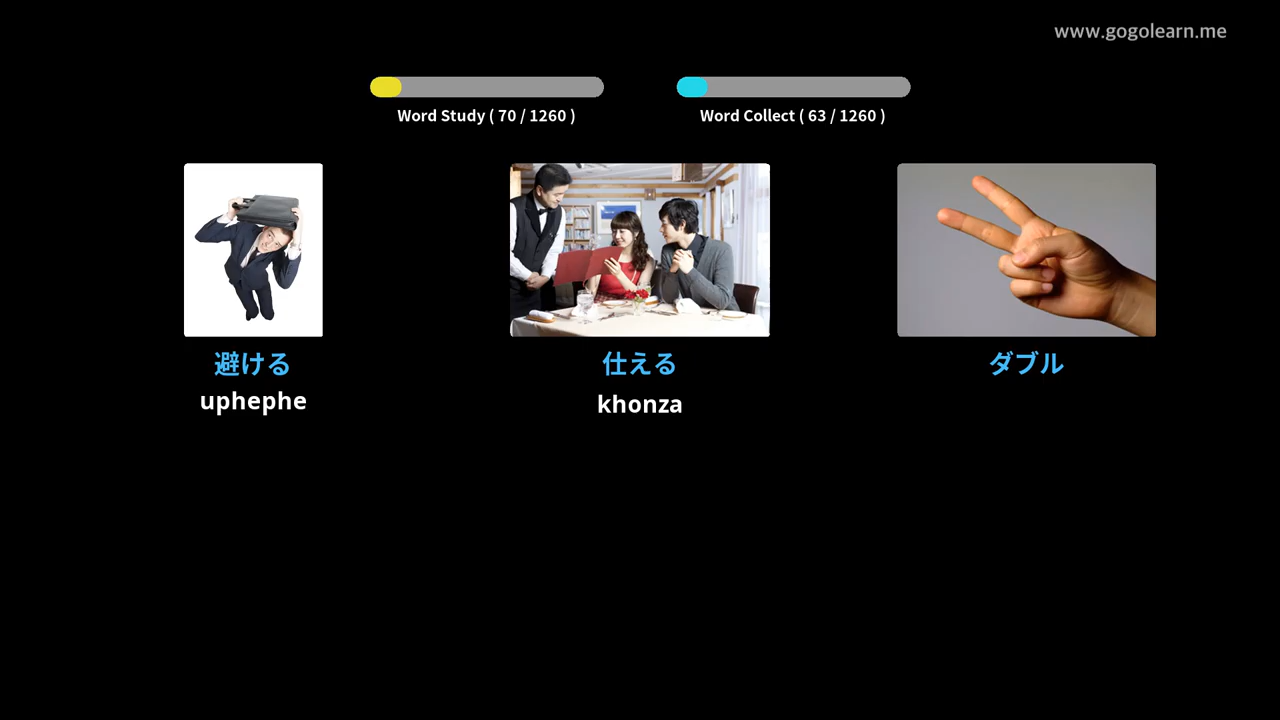 www.gogolearn.me
Word Study ( 70 / 1260 )
Word Collect ( 63 / 1260 )
避ける
仕える
ダブル
uphephe
khonza